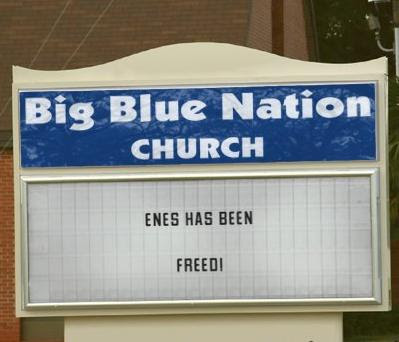 Big Blue Nation
CHURCH
ENES HAS BEEN
FREED!